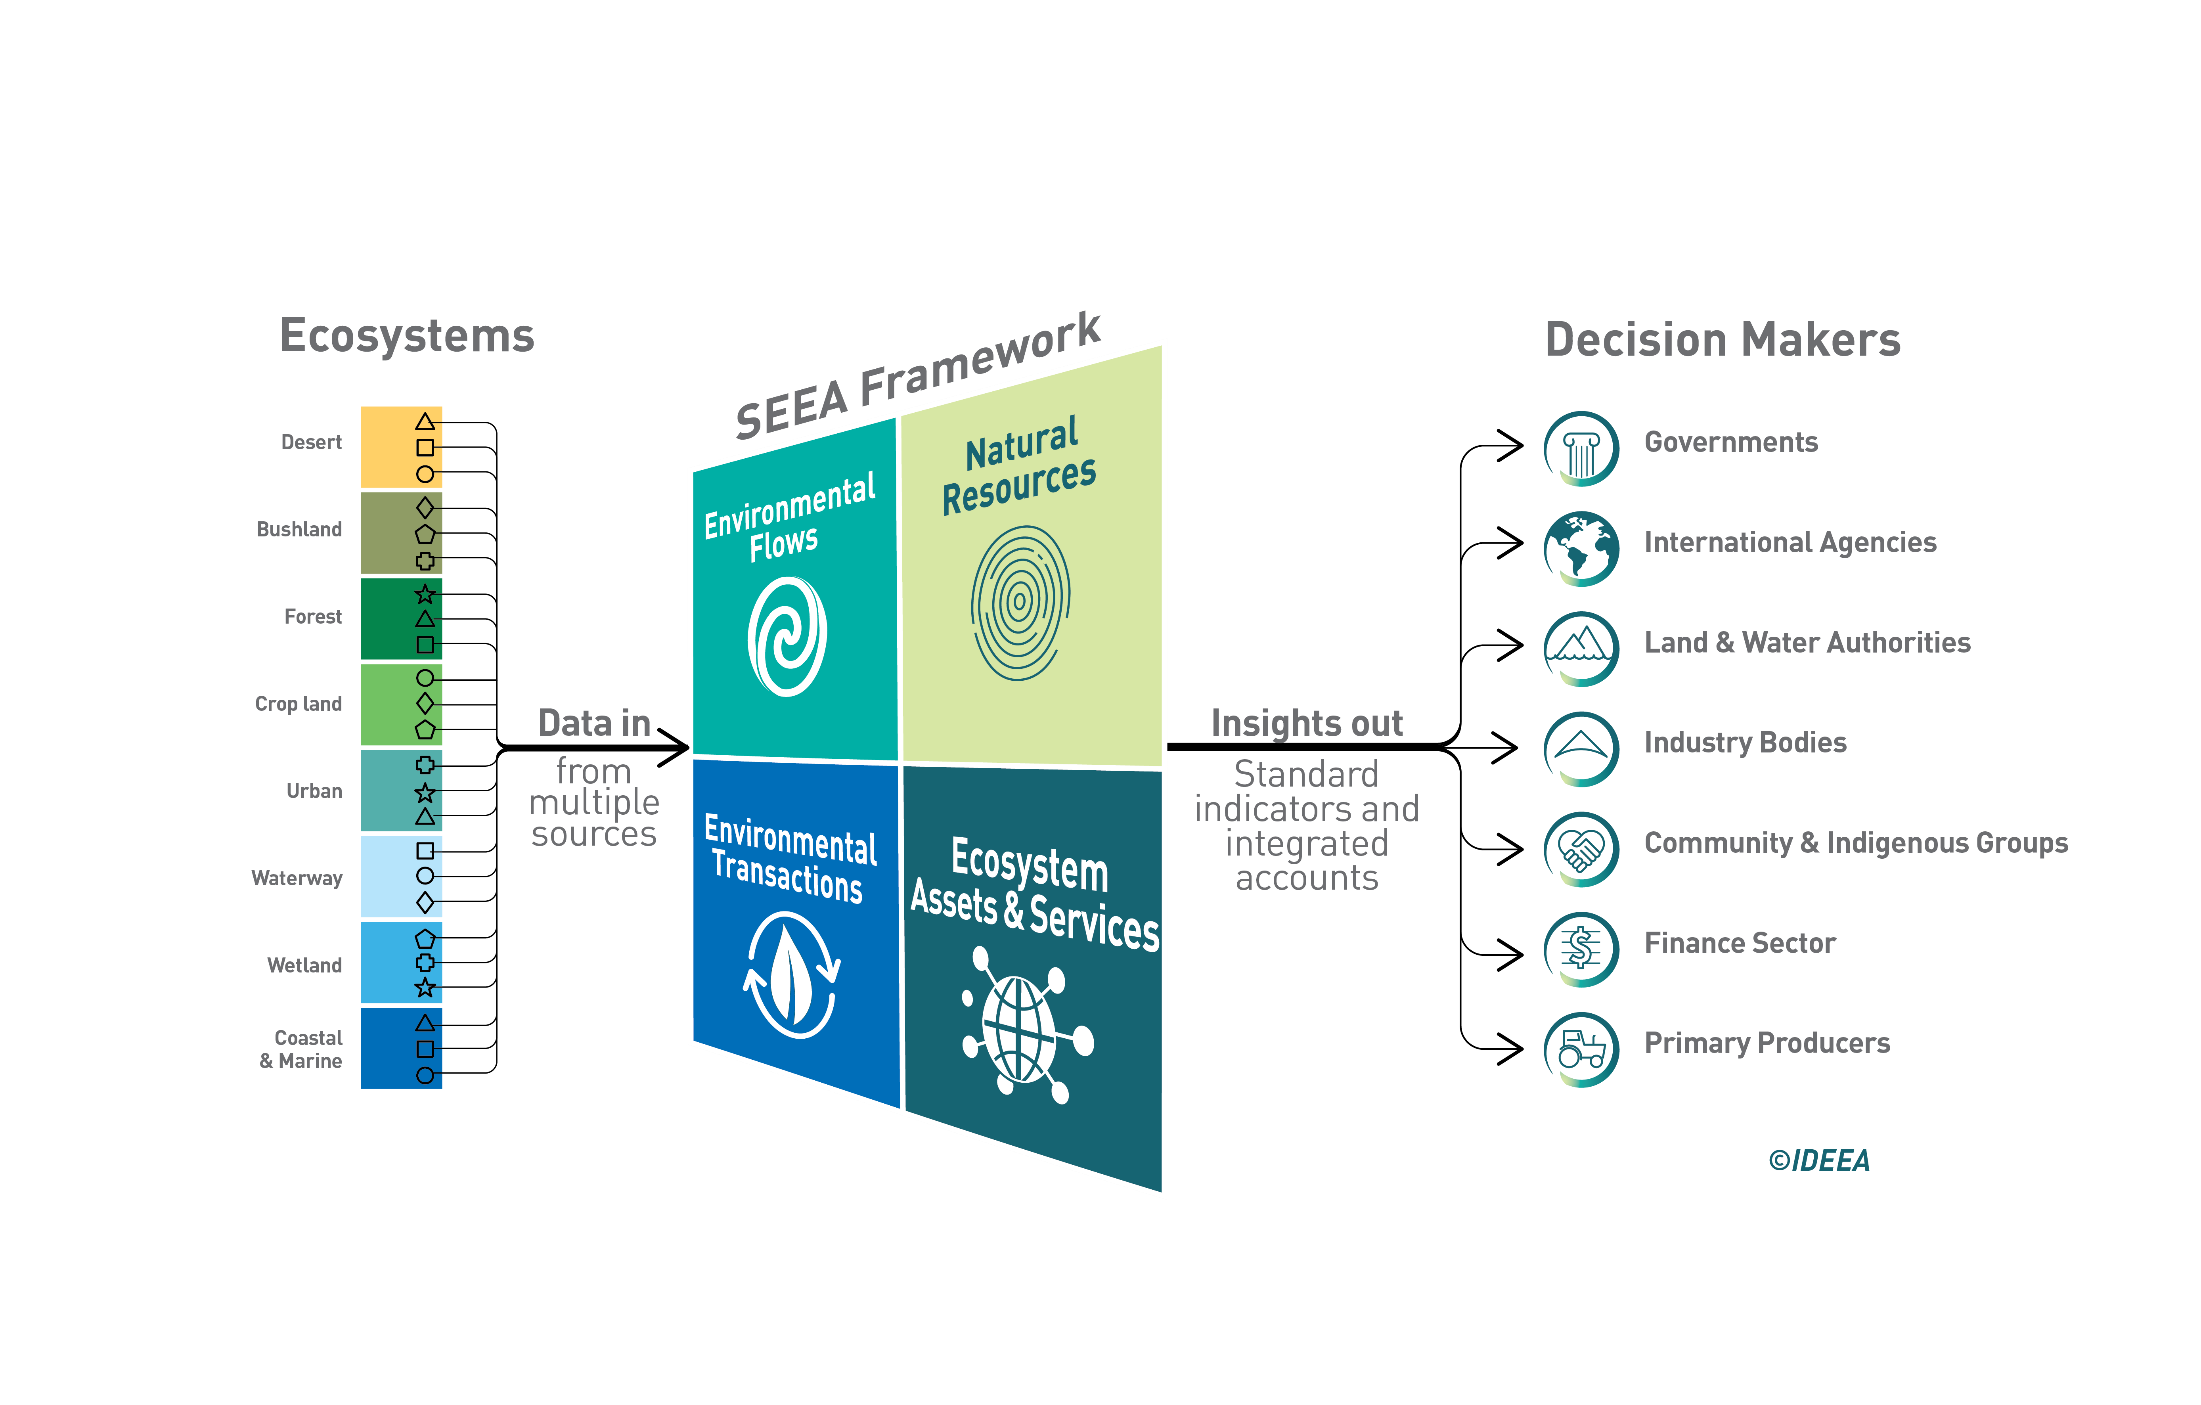 Ecosystems
Desert
Bushland
Forest
Crop land
Urban
Waterway
Wetland
Coastal
& Marine
Data in
from
multiple
sources
SEEA Framework
Environmental
Flows
Natural
Resources
Environmental
Transactions
Ecosystem
Assets & Services
Insights out
Standard
indicators and
integrated
accounts
Decision Makers
Governments
International Agencies
Land & Water Authorities
Industry Bodies
Community & Indigenous Groups
Finance Sector
Primary Producers
©IDEEA